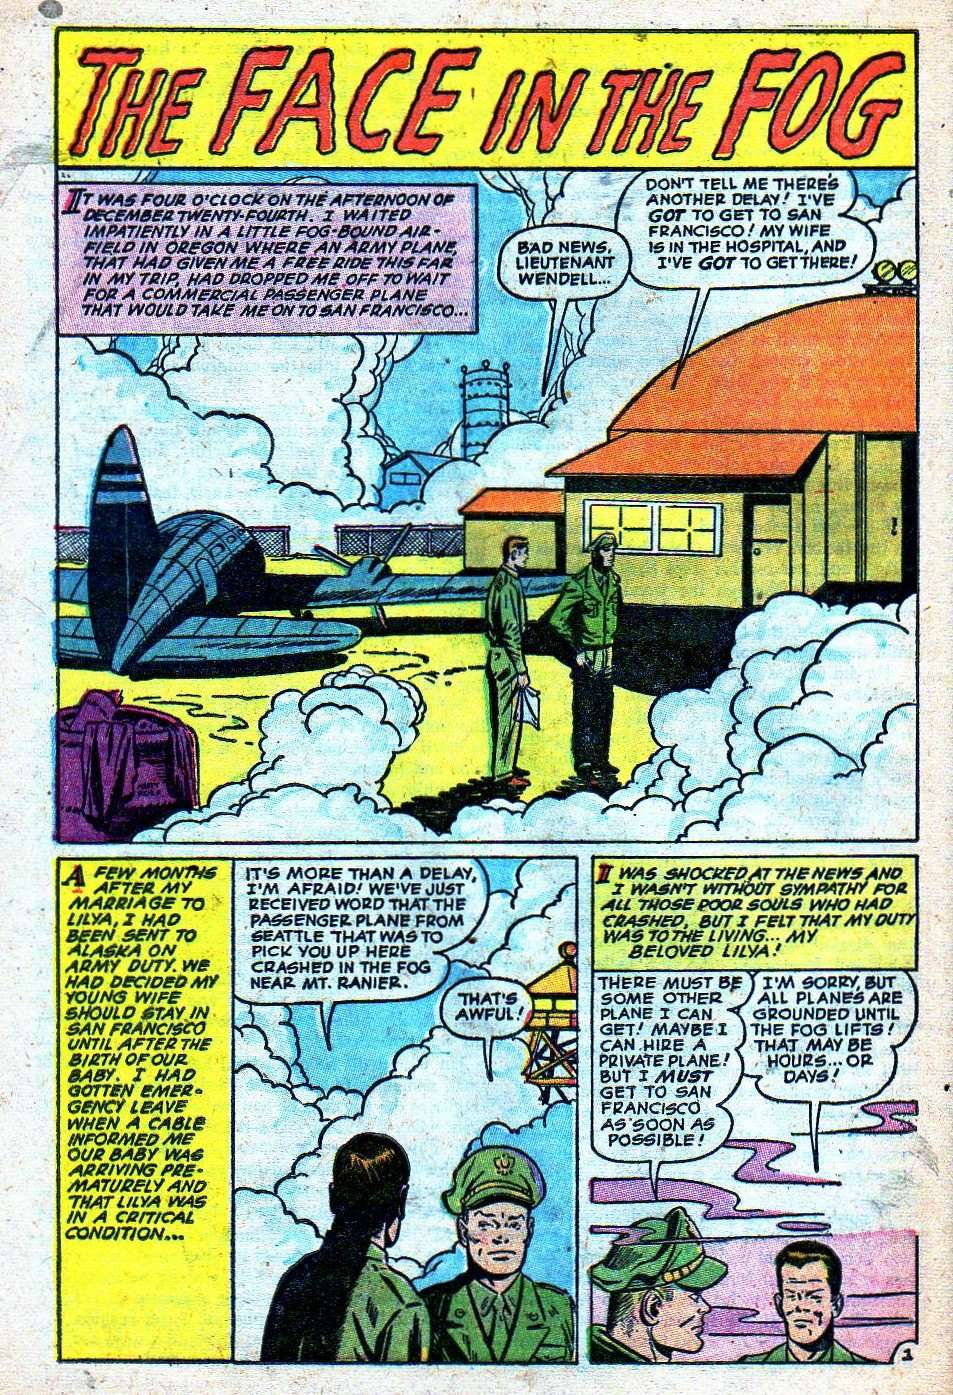 THE FACE IN THE FOG
IT WAS FOUR O'CLOCK ON THE AFTERNOON OF
DECEMBER TWENTY-FOURTH. I WAITED
IMPATIENTLY IN A LITTLE FOG-BOUND AIR-
FIELD IN OREGON WHERE AN ARMY PLANE,
THAT HAD GIVEN ME A FREE RIDE THIS FAR
IN MY TRIP, HAD DROPPED ME OFF TO WAIT
FOR A COMMERCIAL PASSENGER PLANE
THAT WOULD TAKE ME ON TO SAN FRANCISCO...
BAD NEWS,
LIEUTENANT
WENDELL...
DON'T TELL ME THERE'S
ANOTHER DELAY! I'VE
GOT TO GET TO SAN
FRANCISCO! MY WIFE
IS IN THE HOSPITAL, AND
I'VE GOT TO GET THERE!
A FEW MONTHS
AFTER MY
MARRIAGE TO
LILYA, I HAD
BEEN SENT TO
ALASKA ON
ARMY DUTY. WE
HAD DECIDED MY
YOUNG WIFE
SHOULD STAY IN
SAN FRANCISCO
UNTIL AFTER THE
BIRTH OF OUR
BABY. I HAD
GOTTEN EMER-
GENCY LEAVE
WHEN A CABLE
INFORMED ME
OUR BABY WAS
ARRIVING PRE-
MATURELY AND
THAT LILYA WAS
IN A CRITICAL
CONDITION...
IT'S MORE THAN A DELAY,
I'M AFRAID! WE'VE JUST
RECEIVED WORD THAT THE
PASSENGER PLANE FROM
SEATTLE THAT WAS TO
PICK YOU UP HERE
CRASHED IN THE FOG
NEAR MT. RANIER.
THAT'S
AWFUL!
I WAS SHOCKED AT THE NEWS AND
I WASN'T WITHOUT SYMPATHY FOR
ALL THOSE POOR SOULS WHO HAD
CRASHED, BUT I FELT THAT MY DUTY
WAS TO THE LIVING... MY
BELOVED LILYA!
THERE MUST BE
SOME OTHER
PLANE I CAN
GET! MAYBE I
CAN HIRE A
PRIVATE PLANE!
BUT I MUST
GET TO SAN
FRANCISCO
AS SOON AS
POSSIBLE!
I'M SORRY, BUT
ALL PLANES ARE
GROUNDED UNTIL
THE FOG LIFTS!
THAT MAY BE
HOURS... OR
DAYS!
1